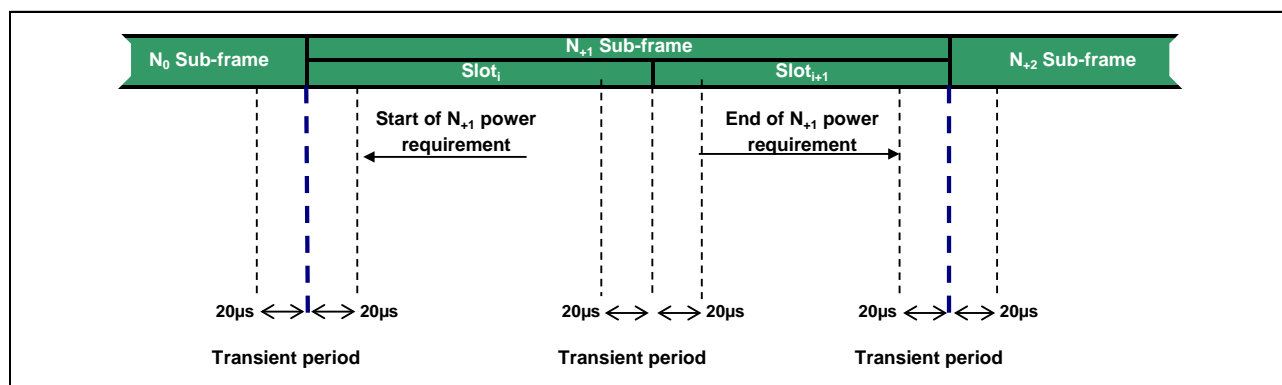 N+1 Sub-frame
N0 Sub-frame
N+2 Sub-frame
Sloti
Sloti+1
Start of N+1 power
requirement
End of N+1 power
requirement
20µs
20µs
20µs
20µs
20µs
20µs
Transient period
Transient period
Transient period